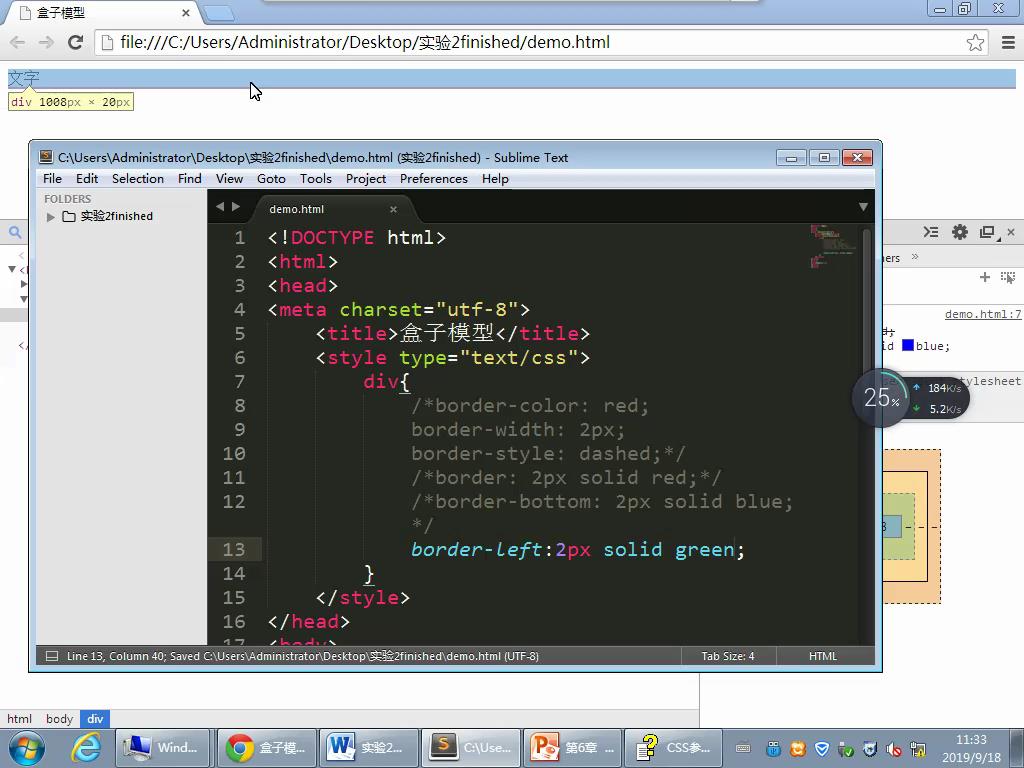 盒子模型
file:///C:/Users/Administrator/Desktop/实验2finished/demo.html
文字
div 1008px × 20px
C:\Users\Administrator\Desktop\实验2finished\demo.html (实验2finished) - Sublime Text
File Edit Selection Find View Goto Tools Project Preferences Help
FOLDERS
实验2finished
demo.html
1 <!DOCTYPE html>
2 <html>
3 <head>
4 <meta charset="utf-8">
5 <title>盒子模型</title>
6 <style type="text/css">
7 div{
8 /*border-color: red;
9 border-width: 2px;
10 border-style: dashed;*/
11 /*border: 2px solid red;*/
12 /*border-bottom: 2px solid blue;
*/
13 border-left:2px solid green;
14 }
15 </style>
16 </head>
17 <body>
Line 13, Column 40; Saved C:\Users\Administrator\Desktop\实验2finished\demo.html (UTF-8)
Tab Size: 4
HTML
demo.html:7
blue;
25%
184K/s
5.2K/s
html body div
Wind...
盒子模...
实验2...
C:\Use...
第6章 ...
CSS参...
11:33
2019/9/18